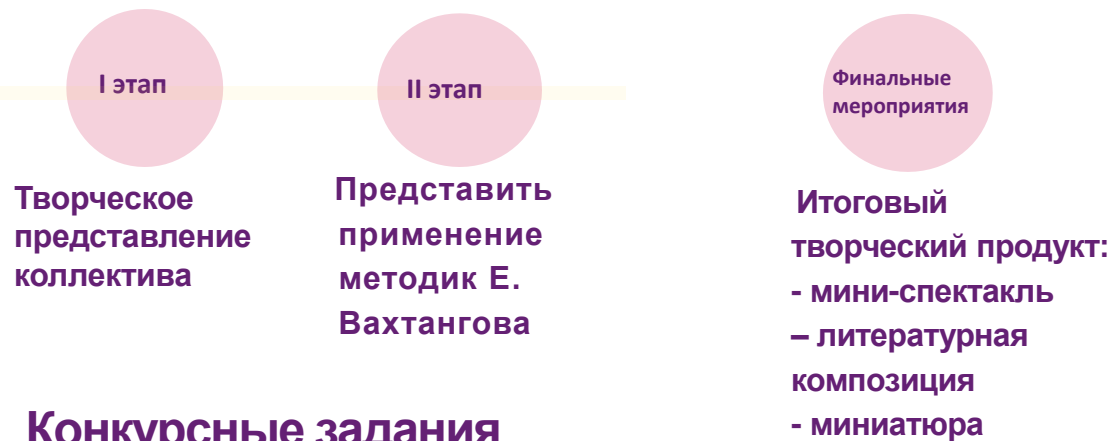 I этап
Творческое
представление
коллектива
II этап
Представить
применение
методик Е.
Вахтангова
Финальные
мероприятия
Итоговый
творческий продукт:
- мини-спектакль
– литературная
композиция
- миниатюра
Конкурсные задания